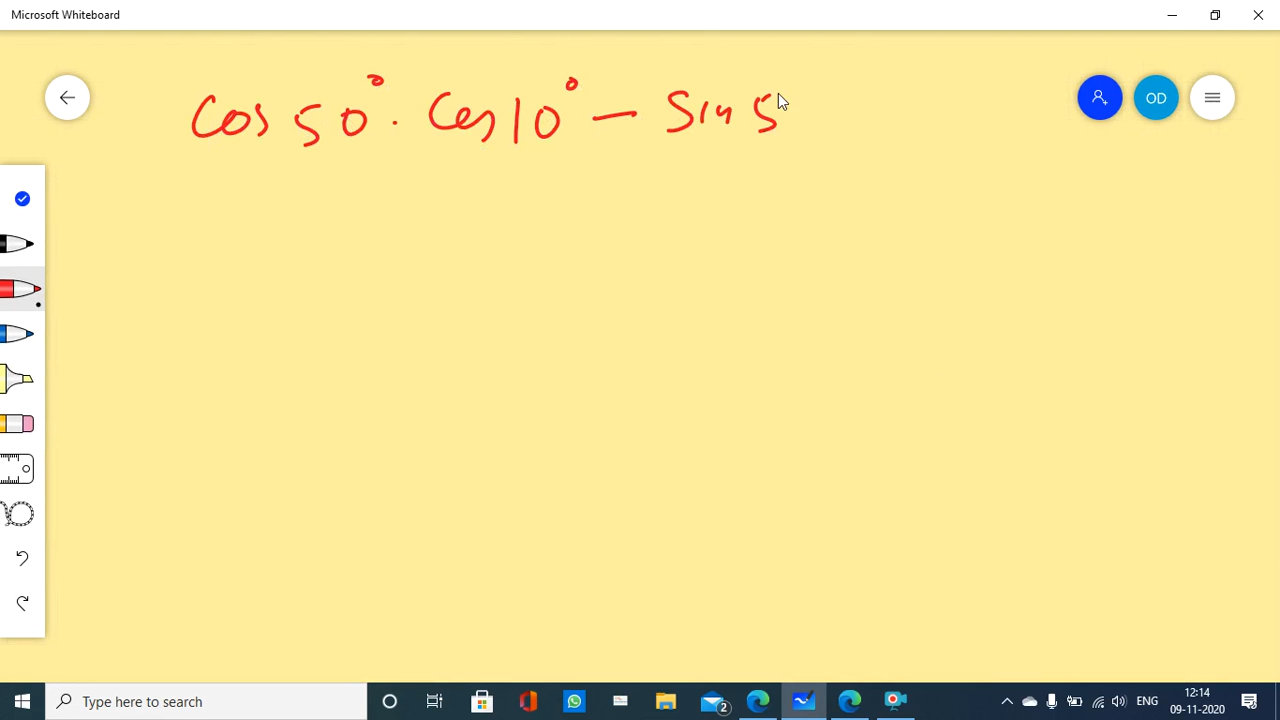 Microsoft Whiteboard
Cos 50° . Cos 10° — Sin 5
OD
Type here to search
2
ENG
12:14
09-11-2020